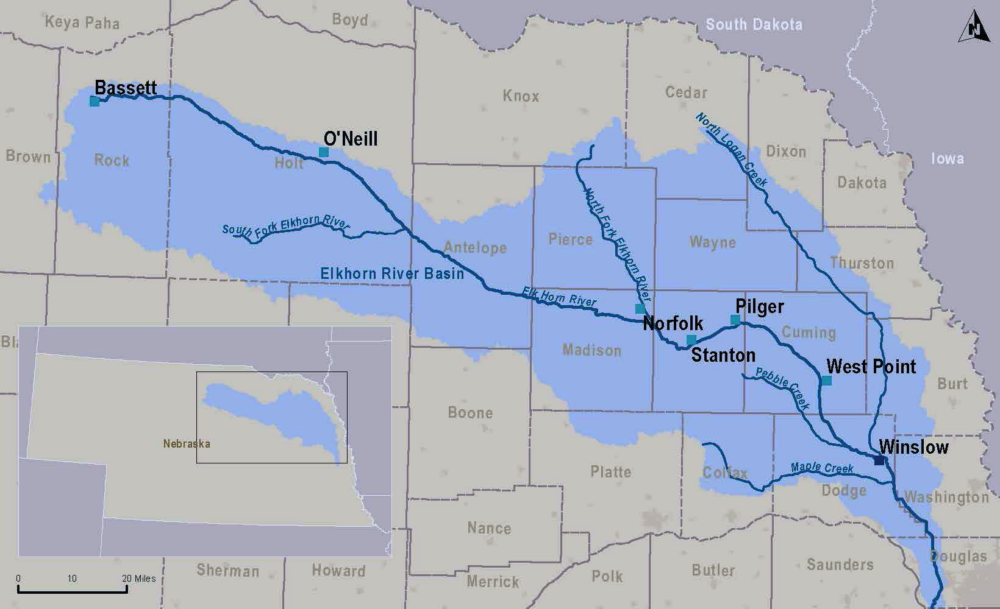 Keya Paha
Boyd
South Dakota
N
Bassett
Knox
Cedar
North Logan Creek
O'Neill
Brown
Rock
Holt
Dixon
Iowa
Dakota
North Fork Elkhorn River
South Fork Elkhorn River
Antelope
Pierce
Wayne
Thurston
Elkhorn River Basin
Elk Horn River
Pilger
Norfolk
Cuming
Madison
Stanton
West Point
Pebble Creek
Burt
Boone
Nebraska
Winslow
Platte
Colfax
Maple Creek
Dodge
Washington
Nance
Douglas
Sherman
Howard
Merrick
Polk
Butler
Saunders
0 10 20 Miles